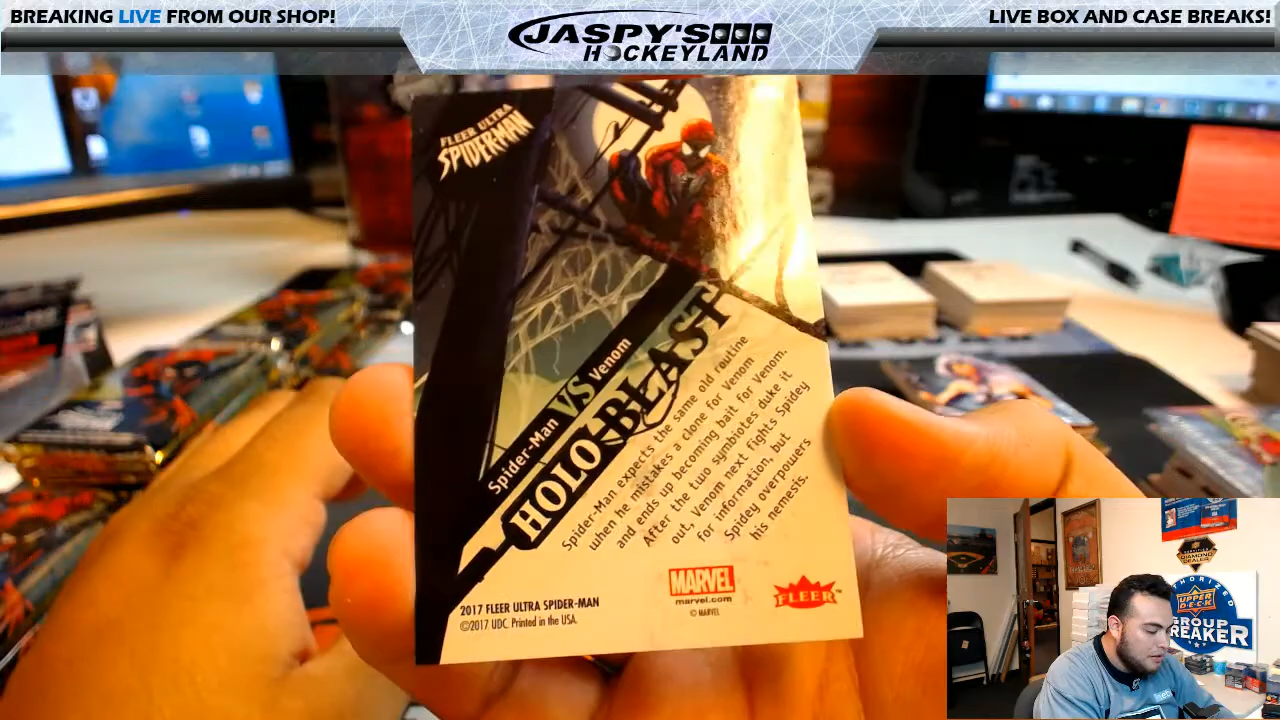 BREAKING LIVE FROM OUR SHOP!
JASPY'S
HOCKEYLAND
LIVE BOX AND CASE BREAKS!
FLEER ULTRA
SPIDER-MAN
Spider-Man VS Venom
HOLO-BLAST
Spider-Man expects the same old routine
when he mistakes a clone for Venom
and ends up becoming bait for Venom.
After the two symbiotes duke it
out, Venom next fights Spidey
for information, but
Spidey overpowers
his nemesis.
MARVEL
marvel.com
© MARVEL
FLEER™
2017 FLEER ULTRA SPIDER-MAN
©2017 UDC. Printed in the USA.
DIAMOND
DEALER
UPPER
DECK
GROUP
BREAKER